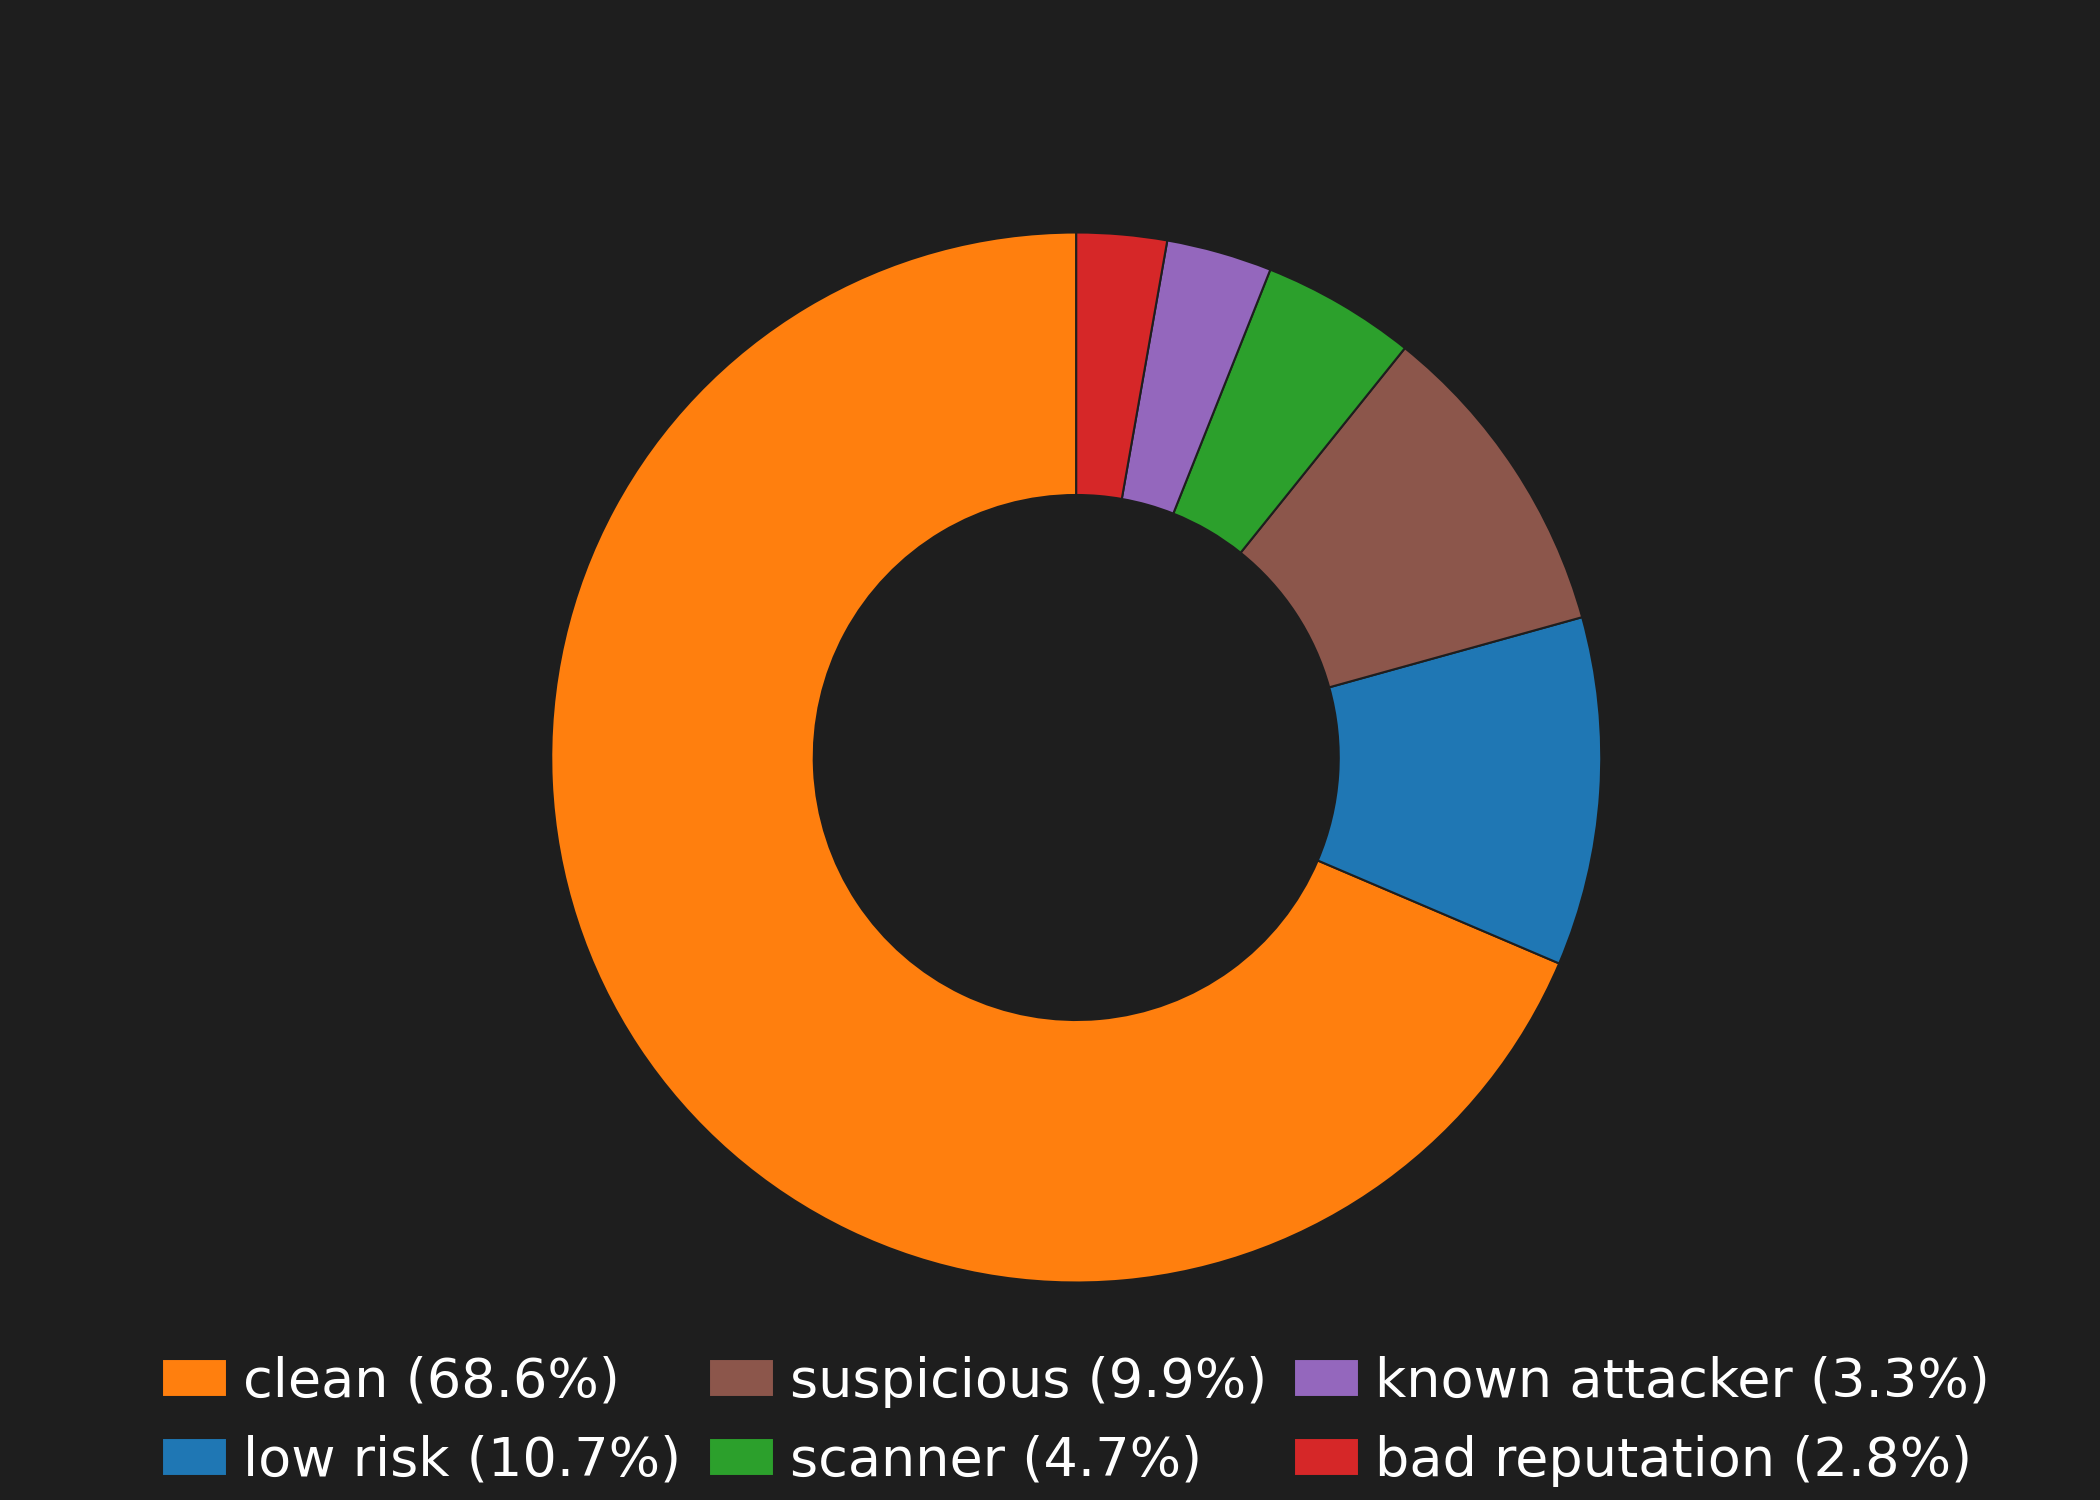 clean (68.6%)
low risk (10.7%)
suspicious (9.9%)
scanner (4.7%)
known attacker (3.3%)
bad reputation (2.8%)